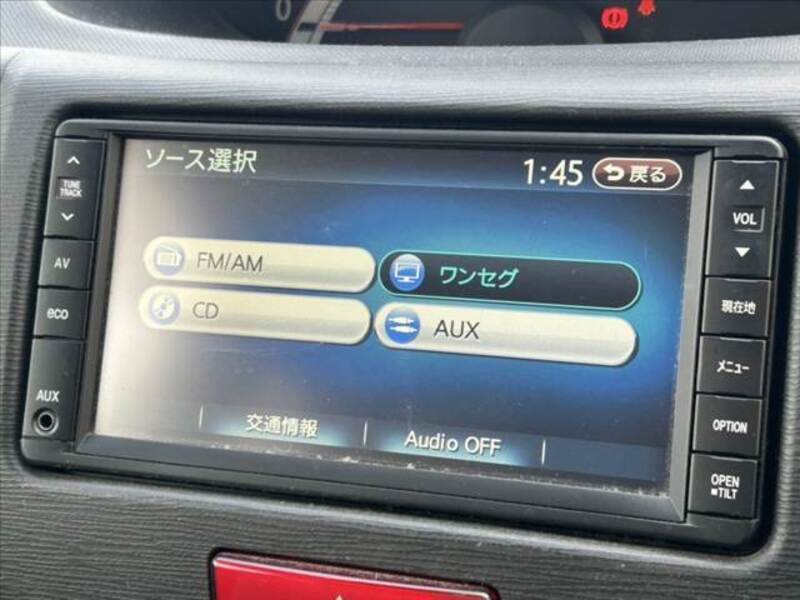 0
TUNE
TRACK
AV
eco
AUX
ソース選択
1:45
戻る
FM/AM
ワンセグ
CD
AUX
交通情報
Audio OFF
VOL
現在地
メニュー
OPTION
OPEN
TILT